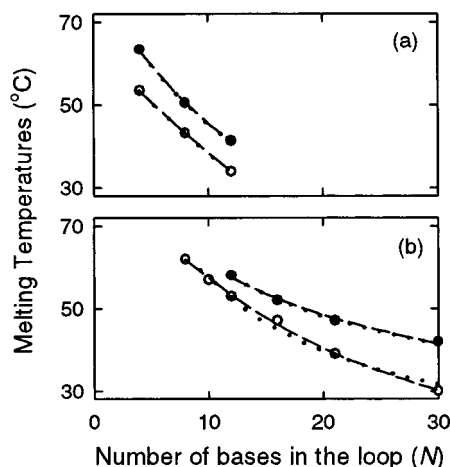 70
(a)
50
30
70
(b)
50
30
0
10
20
30
Melting Temperatures (°C)
Number of bases in the loop (N)